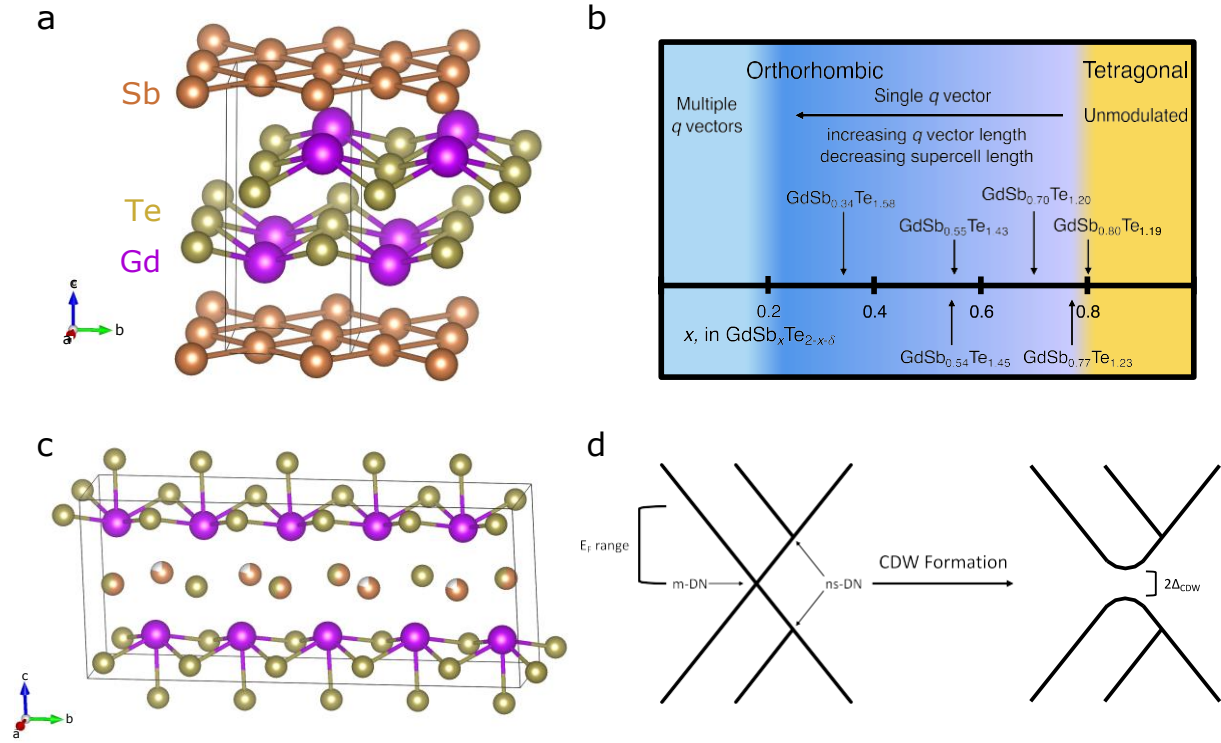 a
Sb
Te
Gd
c
b
a
b
Orthorhombic
Tetragonal
Multiple
q vectors
Single q vector
Unmodulated
increasing q vector length
decreasing supercell length
GdSb0.34Te1.58
GdSb0.70Te1.20
GdSb0.55Te1.43
GdSb0.80Te1.19
0.2
0.4
0.6
0.8
x, in GdSbxTe2-x-δ
GdSb0.54Te1.45
GdSb0.77Te1.23
c
c
b
a
d
EF range
m-DN
ns-DN
CDW Formation
2ΔCDW